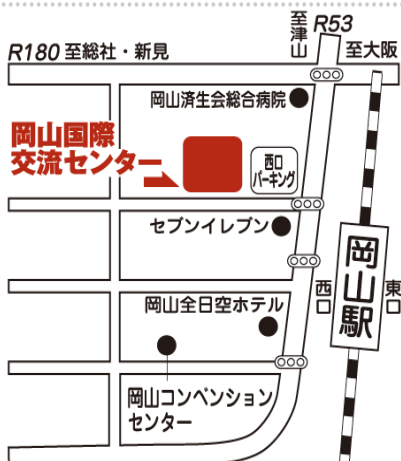 至津山
R53
R180 至総社・新見
至大阪
岡山済生会総合病院
岡山国際
交流センター
西口
パーキング
セブンイレブン
岡山駅
西口
東口
岡山全日空ホテル
岡山コンベンション
センター